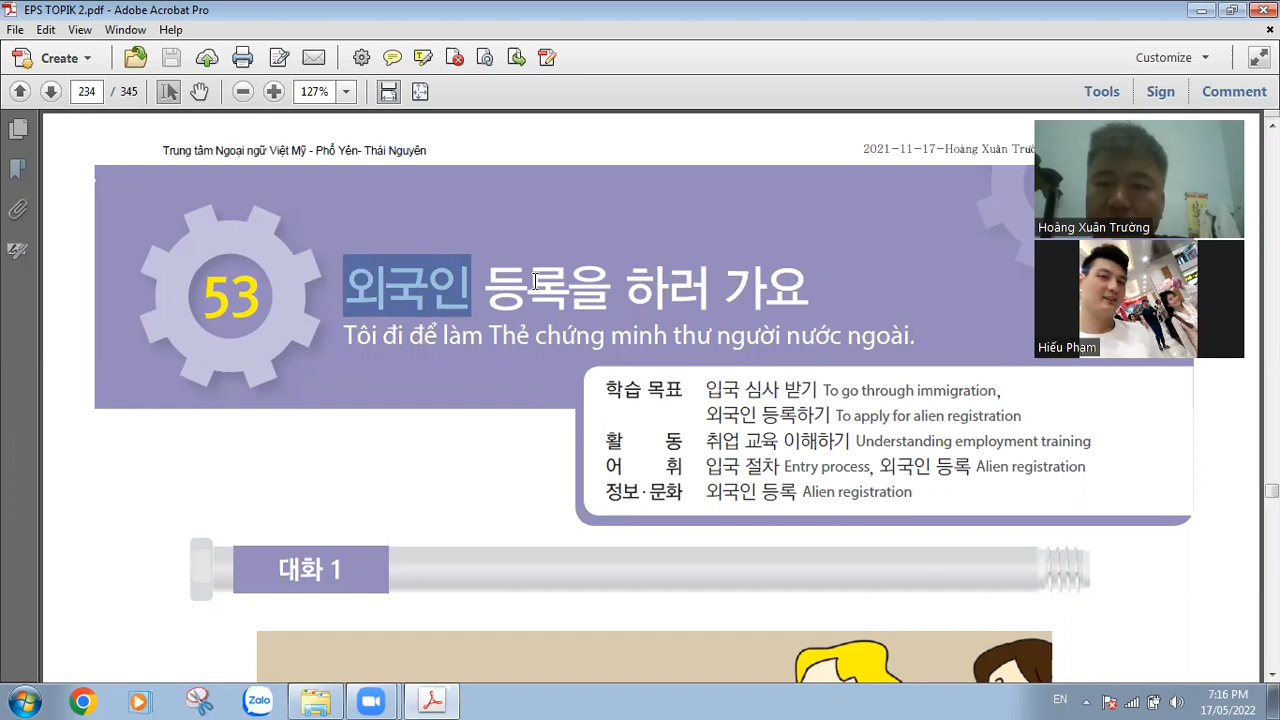 EPS TOPIK 2.pdf - Adobe Acrobat Pro
File Edit View Window Help
Create
Customize
234 / 345
127%
Tools Sign Comment
Trung tâm Ngoại ngữ Việt Mỹ - Phổ Yên- Thái Nguyên
2021-11-17-Hoàng Xuân Trườ
Hoàng Xuân Trường
53
외국인 등록을 하러 가요
Tôi đi để làm Thẻ chứng minh thư người nước ngoài.
Hiếu Phạm
학습 목표 입국 심사 받기 To go through immigration,
외국인 등록하기 To apply for alien registration
활 동 취업 교육 이해하기 Understanding employment training
어 휘 입국 절차 Entry process, 외국인 등록 Alien registration
정보·문화 외국인 등록 Alien registration
대화 1
Zalo
EN
7:16 PM
17/05/2022